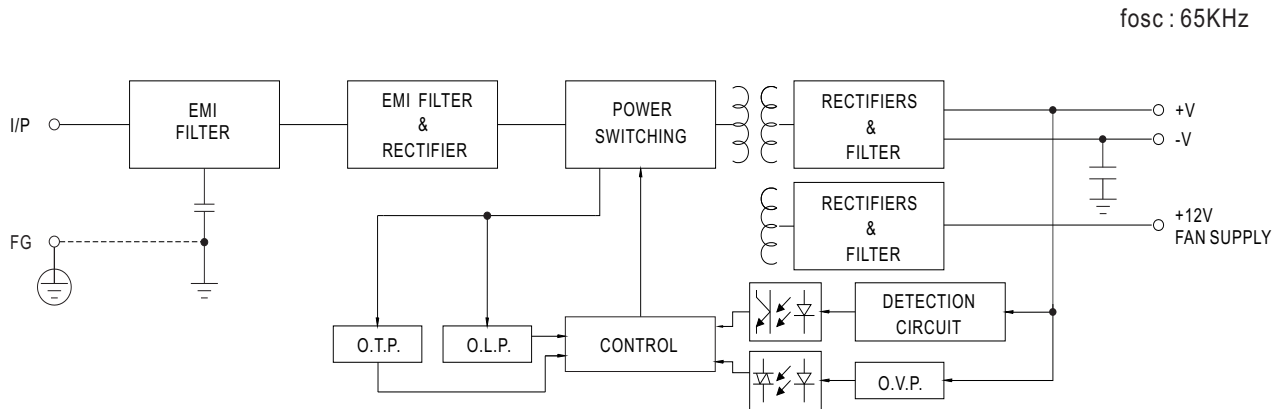 fosc : 65KHz
I/P
EMI
FILTER
EMI FILTER
&
RECTIFIER
POWER
SWITCHING
RECTIFIERS
&
FILTER
+V
-V
RECTIFIERS
&
FILTER
+12V
FAN SUPPLY
FG
O.T.P.
O.L.P.
CONTROL
DETECTION
CIRCUIT
O.V.P.